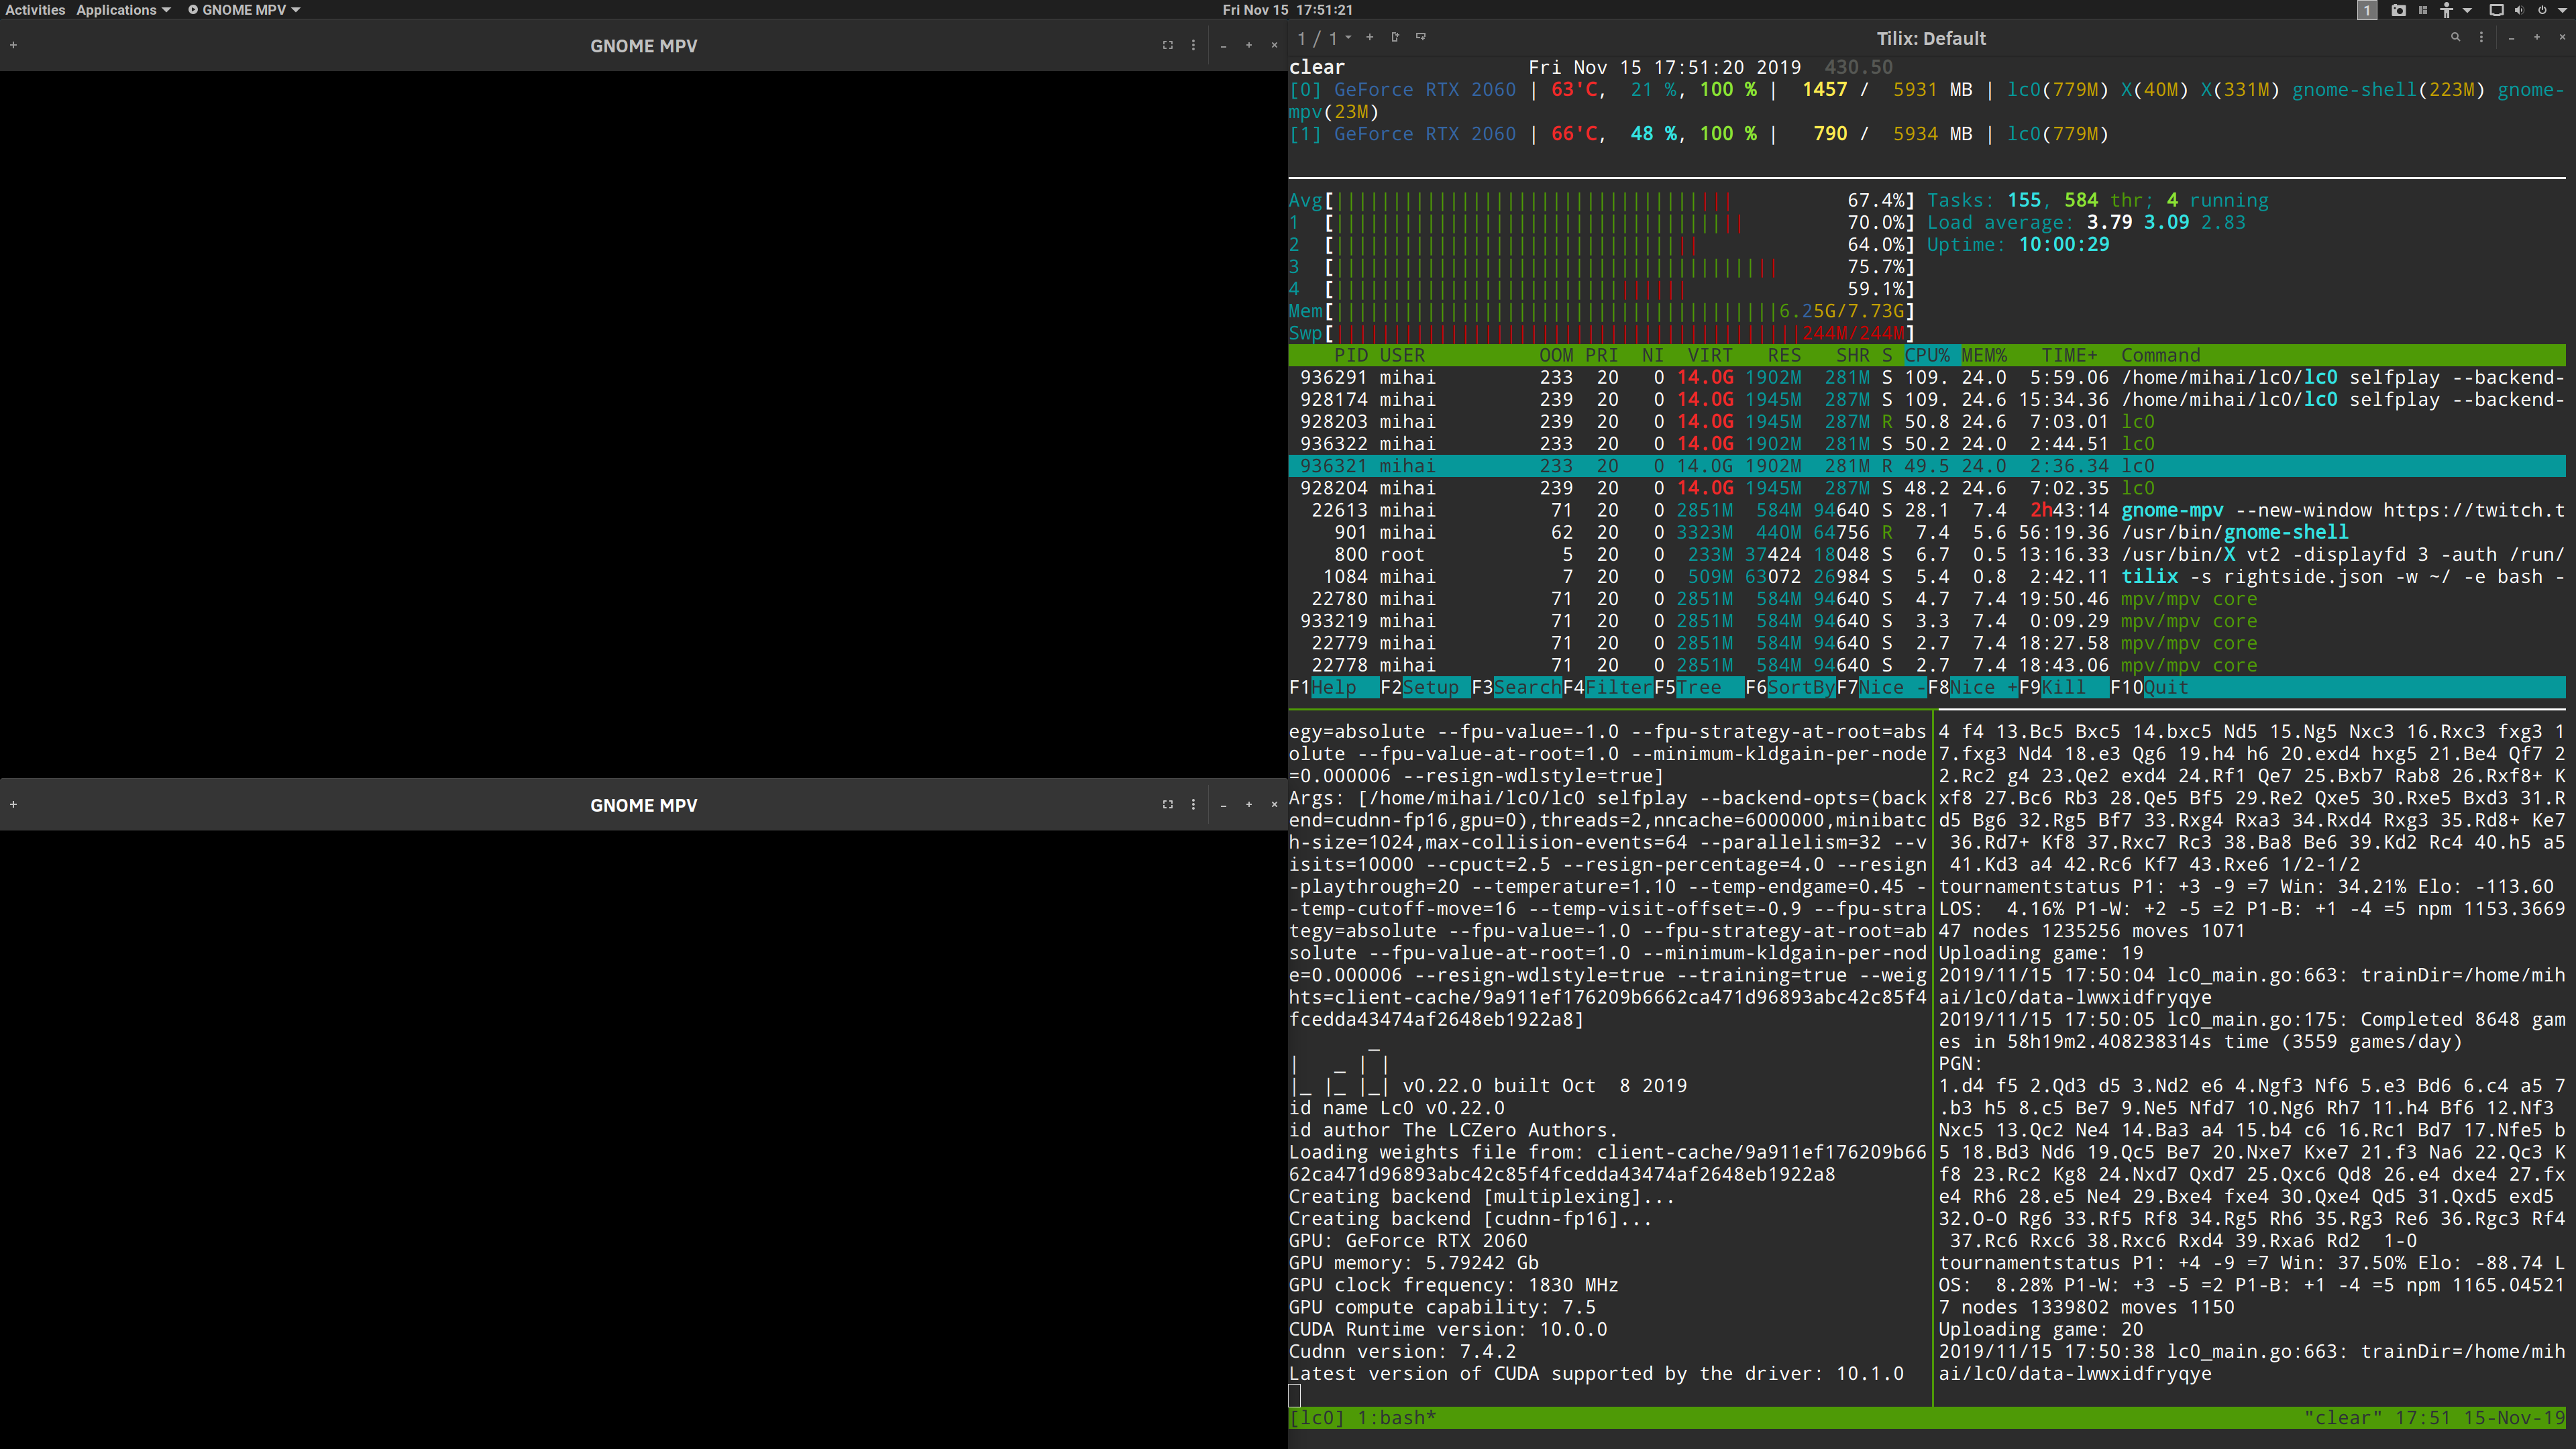 Activities Applications GNOME MPV Fri Nov 15 17:51:21 1
GNOME MPV
1 / 1 Tilix: Default
clear Fri Nov 15 17:51:20 2019 430.50
[0] GeForce RTX 2060 | 63'C, 21 %, 100 % | 1457 / 5931 MB | lc0(779M) X(40M) X(331M) gnome-shell(223M) gnome-
mpv(23M)
[1] GeForce RTX 2060 | 66'C, 48 %, 100 % | 790 / 5934 MB | lc0(779M)
Avg[ 67.4%] Tasks: 155, 584 thr; 4 running
1 [ 70.0%] Load average: 3.79 3.09 2.83
2 [ 64.0%] Uptime: 10:00:29
3 [ 75.7%]
4 [ 59.1%]
Mem[ 6.25G/7.73G]
Swp[ 244M/244M]
PID USER OOM PRI NI VIRT RES SHR S CPU% MEM% TIME+ Command
936291 mihai 233 20 0 14.0G 1902M 281M S 109. 24.0 5:59.06 /home/mihai/lc0/lc0 selfplay --backend-
928174 mihai 239 20 0 14.0G 1945M 287M S 109. 24.6 15:34.36 /home/mihai/lc0/lc0 selfplay --backend-
928203 mihai 239 20 0 14.0G 1945M 287M R 50.8 24.6 7:03.01 lc0
936322 mihai 233 20 0 14.0G 1902M 281M S 50.2 24.0 2:44.51 lc0
936321 mihai 233 20 0 14.0G 1902M 281M R 49.5 24.0 2:36.34 lc0
928204 mihai 239 20 0 14.0G 1945M 287M S 48.2 24.6 7:02.35 lc0
22613 mihai 71 20 0 2851M 584M 94640 S 28.1 7.4 2h43:14 gnome-mpv --new-window https://twitch.t
901 mihai 62 20 0 3323M 440M 64756 R 7.4 5.6 56:19.36 /usr/bin/gnome-shell
800 root 5 20 0 233M 37424 18048 S 6.7 0.5 13:16.33 /usr/bin/X vt2 -displayfd 3 -auth /run/
1084 mihai 7 20 0 509M 63072 26984 S 5.4 0.8 2:42.11 tilix -s rightside.json -w ~/ -e bash -
22780 mihai 71 20 0 2851M 584M 94640 S 4.7 7.4 19:50.46 mpv/mpv core
933219 mihai 71 20 0 2851M 584M 94640 S 3.3 7.4 0:09.29 mpv/mpv core
22779 mihai 71 20 0 2851M 584M 94640 S 2.7 7.4 18:27.58 mpv/mpv core
22778 mihai 71 20 0 2851M 584M 94640 S 2.7 7.4 18:43.06 mpv/mpv core
F1Help F2Setup F3SearchF4FilterF5Tree F6SortByF7Nice -F8Nice +F9Kill F10Quit
GNOME MPV
egy=absolute --fpu-value=-1.0 --fpu-strategy-at-root=abs
olute --fpu-value-at-root=1.0 --minimum-kldgain-per-node
=0.000006 --resign-wdlstyle=true]
Args: [/home/mihai/lc0/lc0 selfplay --backend-opts=(back
end=cudnn-fp16,gpu=0),threads=2,nncache=6000000,minibatc
h-size=1024,max-collision-events=64 --parallelism=32 --v
isits=10000 --cpuct=2.5 --resign-percentage=4.0 --resign
-playthrough=20 --temperature=1.10 --temp-endgame=0.45 -
-temp-cutoff-move=16 --temp-visit-offset=-0.9 --fpu-stra
tegy=absolute --fpu-value=-1.0 --fpu-strategy-at-root=ab
solute --fpu-value-at-root=1.0 --minimum-kldgain-per-nod
e=0.000006 --resign-wdlstyle=true --training=true --weig
hts=client-cache/9a911ef176209b6662ca471d96893abc42c85f4
fcedda43474af2648eb1922a8]
_
| _ | |
|_ |_ |_| v0.22.0 built Oct 8 2019
id name Lc0 v0.22.0
id author The LCZero Authors.
Loading weights file from: client-cache/9a911ef176209b66
62ca471d96893abc42c85f4fcedda43474af2648eb1922a8
Creating backend [multiplexing]...
Creating backend [cudnn-fp16]...
GPU: GeForce RTX 2060
GPU memory: 5.79242 Gb
GPU clock frequency: 1830 MHz
GPU compute capability: 7.5
CUDA Runtime version: 10.0.0
Cudnn version: 7.4.2
Latest version of CUDA supported by the driver: 10.1.0
4 f4 13.Bc5 Bxc5 14.bxc5 Nd5 15.Ng5 Nxc3 16.Rxc3 fxg3 1
7.fxg3 Nd4 18.e3 Qg6 19.h4 h6 20.exd4 hxg5 21.Be4 Qf7 2
2.Rc2 g4 23.Qe2 exd4 24.Rf1 Qe7 25.Bxb7 Rab8 26.Rxf8+ K
xf8 27.Bc6 Rb3 28.Qe5 Bf5 29.Re2 Qxe5 30.Rxe5 Bxd3 31.R
d5 Bg6 32.Rg5 Bf7 33.Rxg4 Rxa3 34.Rxd4 Rxg3 35.Rd8+ Ke7
36.Rd7+ Kf8 37.Rxc7 Rc3 38.Ba8 Be6 39.Kd2 Rc4 40.h5 a5
41.Kd3 a4 42.Rc6 Kf7 43.Rxe6 1/2-1/2
tournamentstatus P1: +3 -9 =7 Win: 34.21% Elo: -113.60
LOS: 4.16% P1-W: +2 -5 =2 P1-B: +1 -4 =5 npm 1153.3669
47 nodes 1235256 moves 1071
Uploading game: 19
2019/11/15 17:50:04 lc0_main.go:663: trainDir=/home/mih
ai/lc0/data-lwwxidfryqye
2019/11/15 17:50:05 lc0_main.go:175: Completed 8648 gam
es in 58h19m2.408238314s time (3559 games/day)
PGN:
1.d4 f5 2.Qd3 d5 3.Nd2 e6 4.Ngf3 Nf6 5.e3 Bd6 6.c4 a5 7
.b3 h5 8.c5 Be7 9.Ne5 Nfd7 10.Ng6 Rh7 11.h4 Bf6 12.Nf3
Nxc5 13.Qc2 Ne4 14.Ba3 a4 15.b4 c6 16.Rc1 Bd7 17.Nfe5 b
5 18.Bd3 Nd6 19.Qc5 Be7 20.Nxe7 Kxe7 21.f3 Na6 22.Qc3 K
f8 23.Rc2 Kg8 24.Nxd7 Qxd7 25.Qxc6 Qd8 26.e4 dxe4 27.fx
e4 Rh6 28.e5 Ne4 29.Bxe4 fxe4 30.Qxe4 Qd5 31.Qxd5 exd5
32.O-O Rg6 33.Rf5 Rf8 34.Rg5 Rh6 35.Rg3 Re6 36.Rgc3 Rf4
37.Rc6 Rxc6 38.Rxc6 Rxd4 39.Rxa6 Rd2 1-0
tournamentstatus P1: +4 -9 =7 Win: 37.50% Elo: -88.74 L
OS: 8.28% P1-W: +3 -5 =2 P1-B: +1 -4 =5 npm 1165.04521
7 nodes 1339802 moves 1150
Uploading game: 20
2019/11/15 17:50:38 lc0_main.go:663: trainDir=/home/mih
ai/lc0/data-lwwxidfryqye
[lc0] 1:bash* "clear" 17:51 15-Nov-19